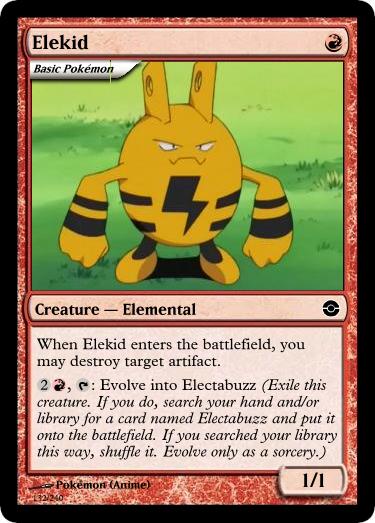 Elekid
Basic Pokémon
Creature — Elemental
When Elekid enters the battlefield, you
may destroy target artifact.
2 , : Evolve into Electabuzz (Exile this
creature. If you do, search your hand and/or
library for a card named Electabuzz and put it
onto the battlefield. If you searched your library
this way, shuffle it. Evolve only as a sorcery.)
1/1
Pokémon (Anime)
132/240